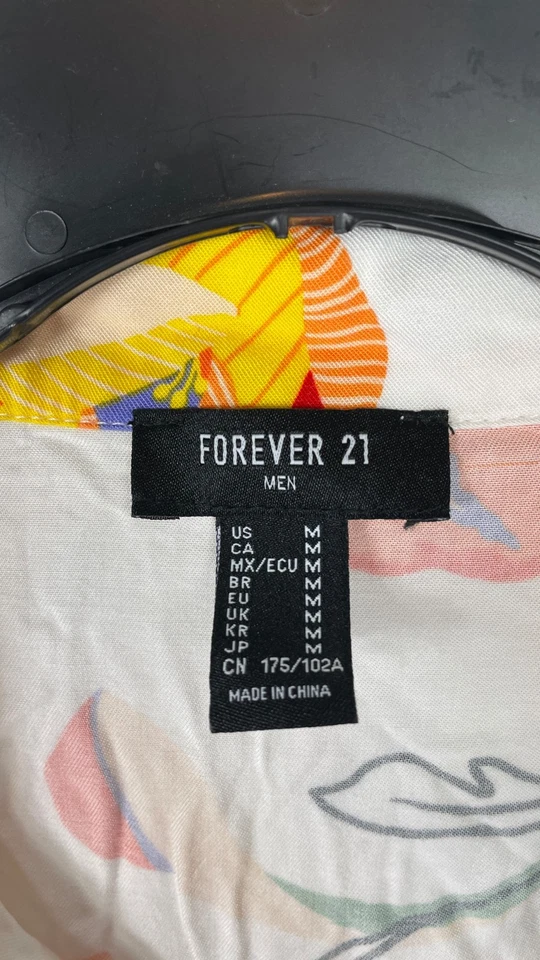 FOREVER 21
MEN
US M
CA M
MX/ECU M
BR M
EU M
UK M
KR M
JP M
CN 175/102A
MADE IN CHINA